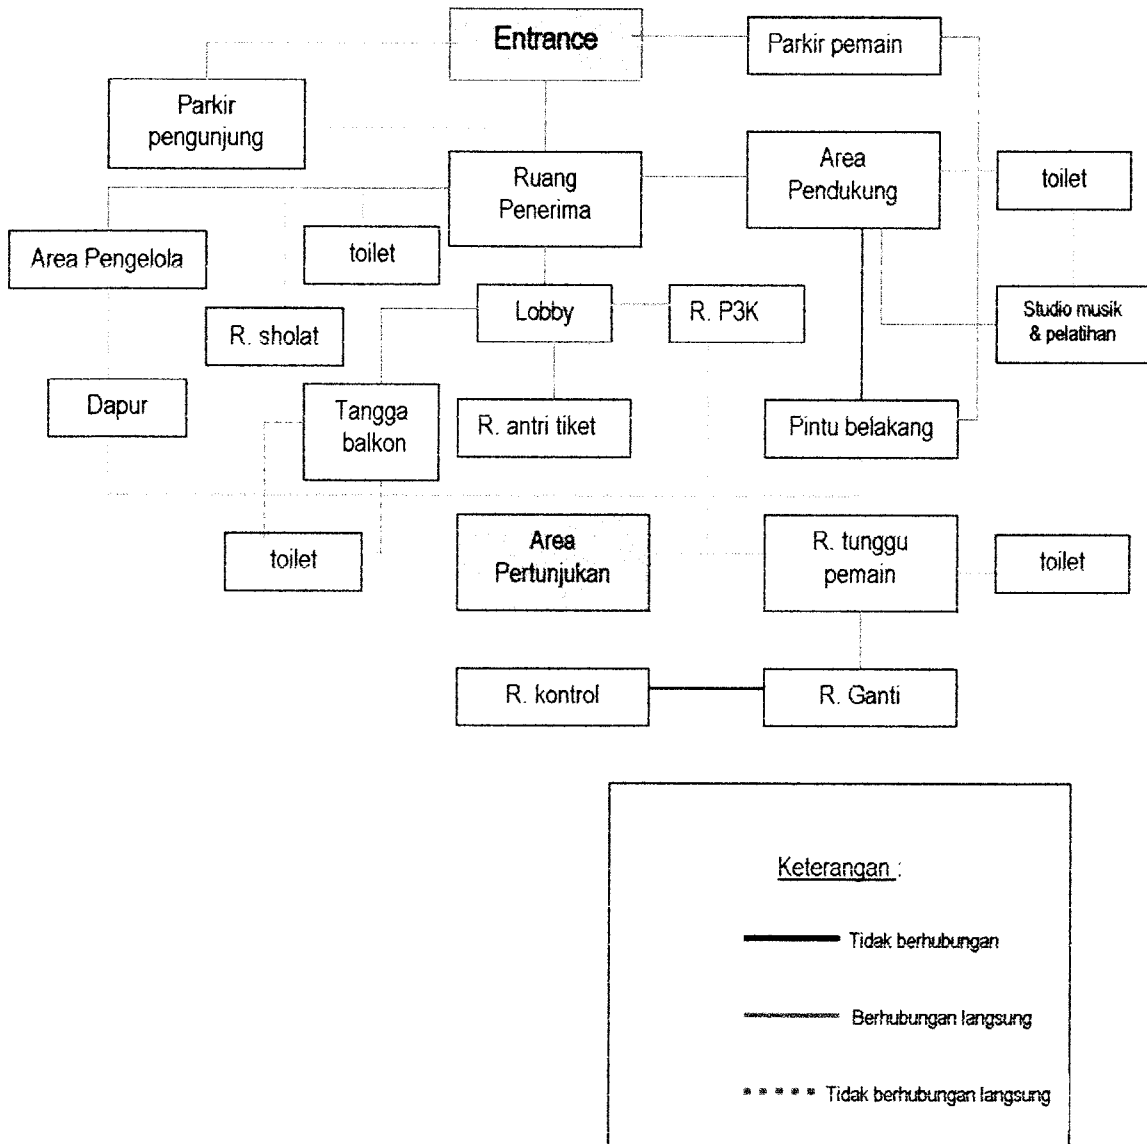 Entrance
Parkir pemain
Parkir
pengunjung
Ruang
Penerima
Area
Pendukung
toilet
Area Pengelola
toilet
R. sholat
Lobby
R. P3K
Studio musik
& pelatihan
Dapur
Tangga
balkon
R. antri tiket
Pintu belakang
toilet
Area
Pertunjukan
R. tunggu
pemain
toilet
R. kontrol
R. Ganti
Keterangan :
Tidak berhubungan
Berhubungan langsung
Tidak berhubungan langsung